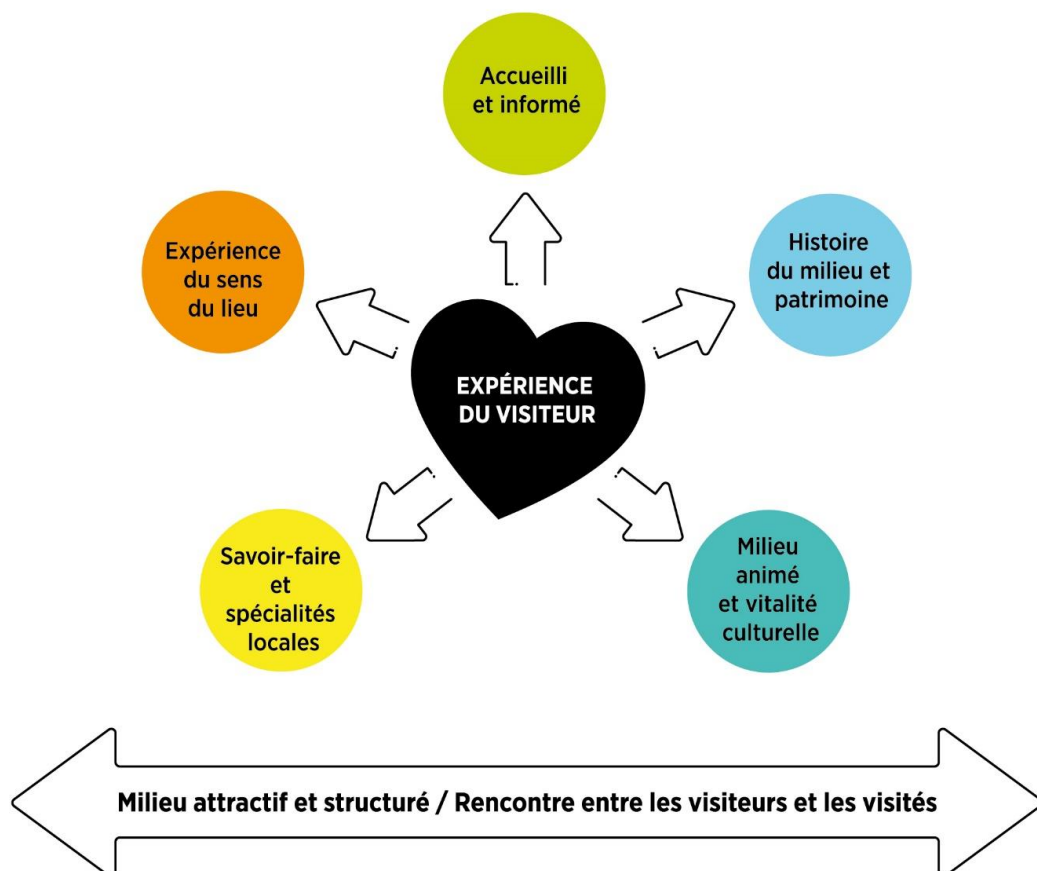 Accueilli
et informé
Expérience
du sens
du lieu
Histoire
du milieu et
patrimoine
EXPÉRIENCE
DU VISITEUR
Savoir-faire
et
spécialités
locales
Milieu
animé
et vitalité
culturelle
Milieu attractif et structuré / Rencontre entre les visiteurs et les visités